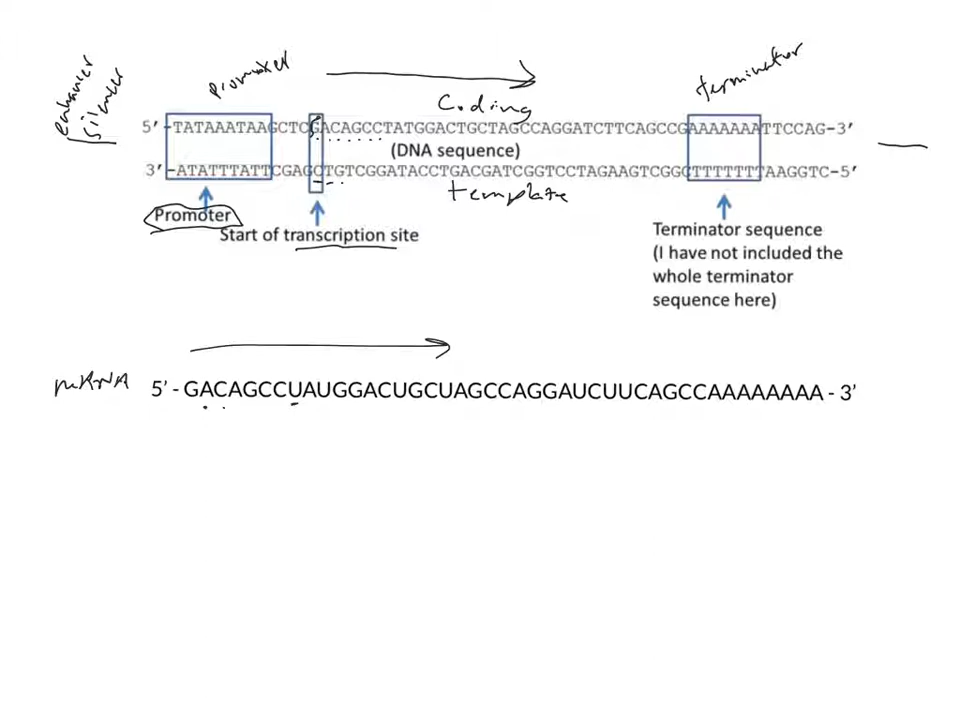 enhancer
silencer
Promoter
terminator
Coding
5' -TATAAATAAGCTCGACAGCCTATGGACTGCTAGCCAGGATCTTCAGCCGAAAAAAATTCCAG-3'
(DNA sequence)
3' -ATATTTATTCGAGCTGTCGGATACCTGACGATCGGTCCTAGAAGTCGGCTTTTTTTAAGGTC-5'
template
Promoter
Start of transcription site
Terminator sequence
(I have not included the
whole terminator
sequence here)
mRNA 5' - GACAGCCUAUGGACUGCUAGCCAGGAUCUUCAGCCAAAAAAAA - 3'